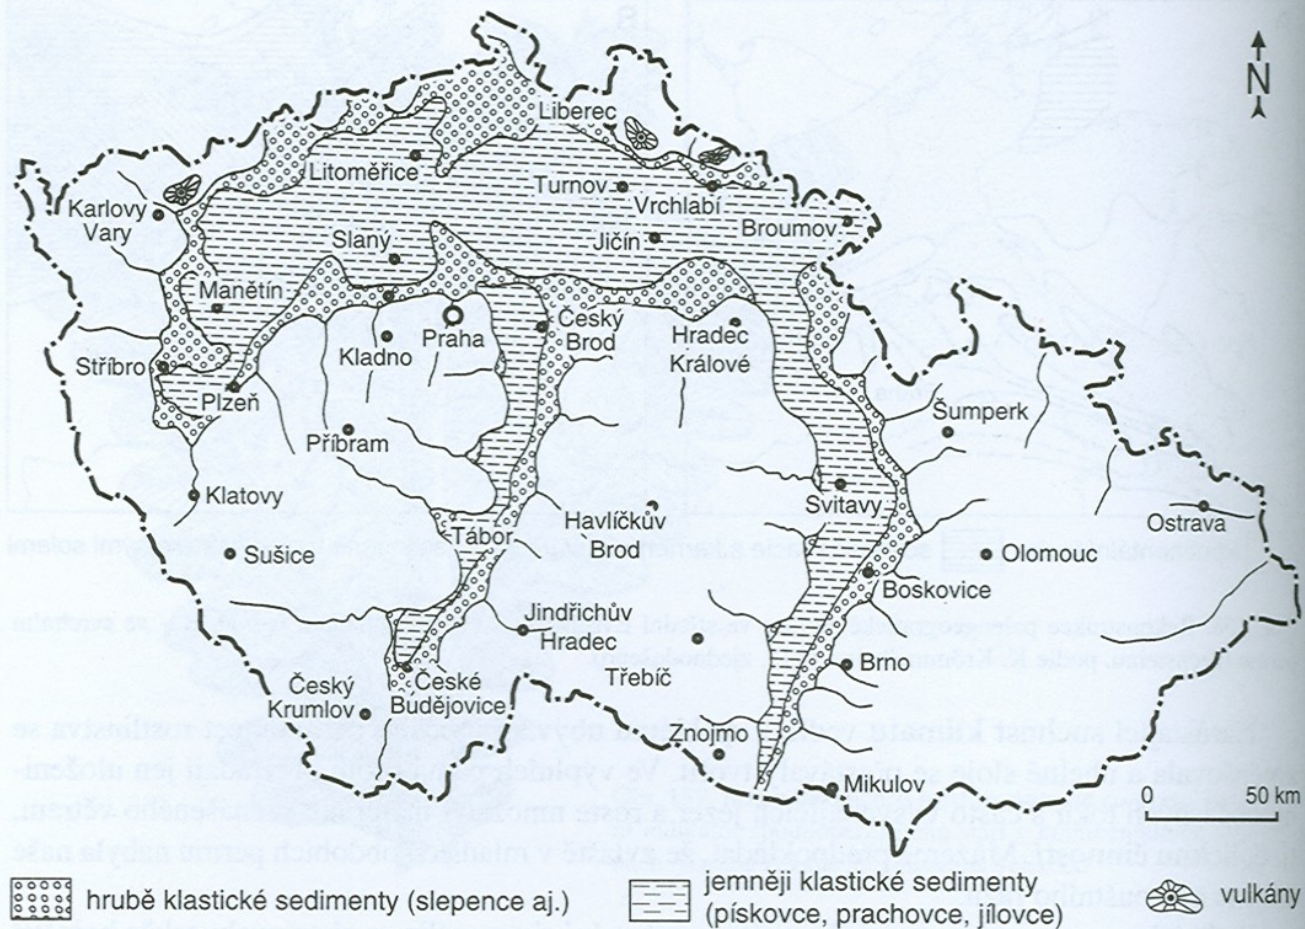 N
Liberec
Litoměřice
Turnov
Vrchlabí
Karlovy
Vary
Slaný
Jičín
Broumov
Manětín
Český
Brod
Praha
Kladno
Hradec
Králové
Stříbro
Plzeň
Šumperk
Příbram
Klatovy
Svitavy
Ostrava
Havlíčkův
Brod
Tábor
Sušice
Olomouc
Boskovice
Jindřichův
Hradec
Třebíč
Brno
České
Budějovice
Český
Krumlov
Znojmo
Mikulov
0 50 km
hrubě klastické sedimenty (slepence aj.)
jemněji klastické sedimenty
(pískovce, prachovce, jílovce)
vulkány